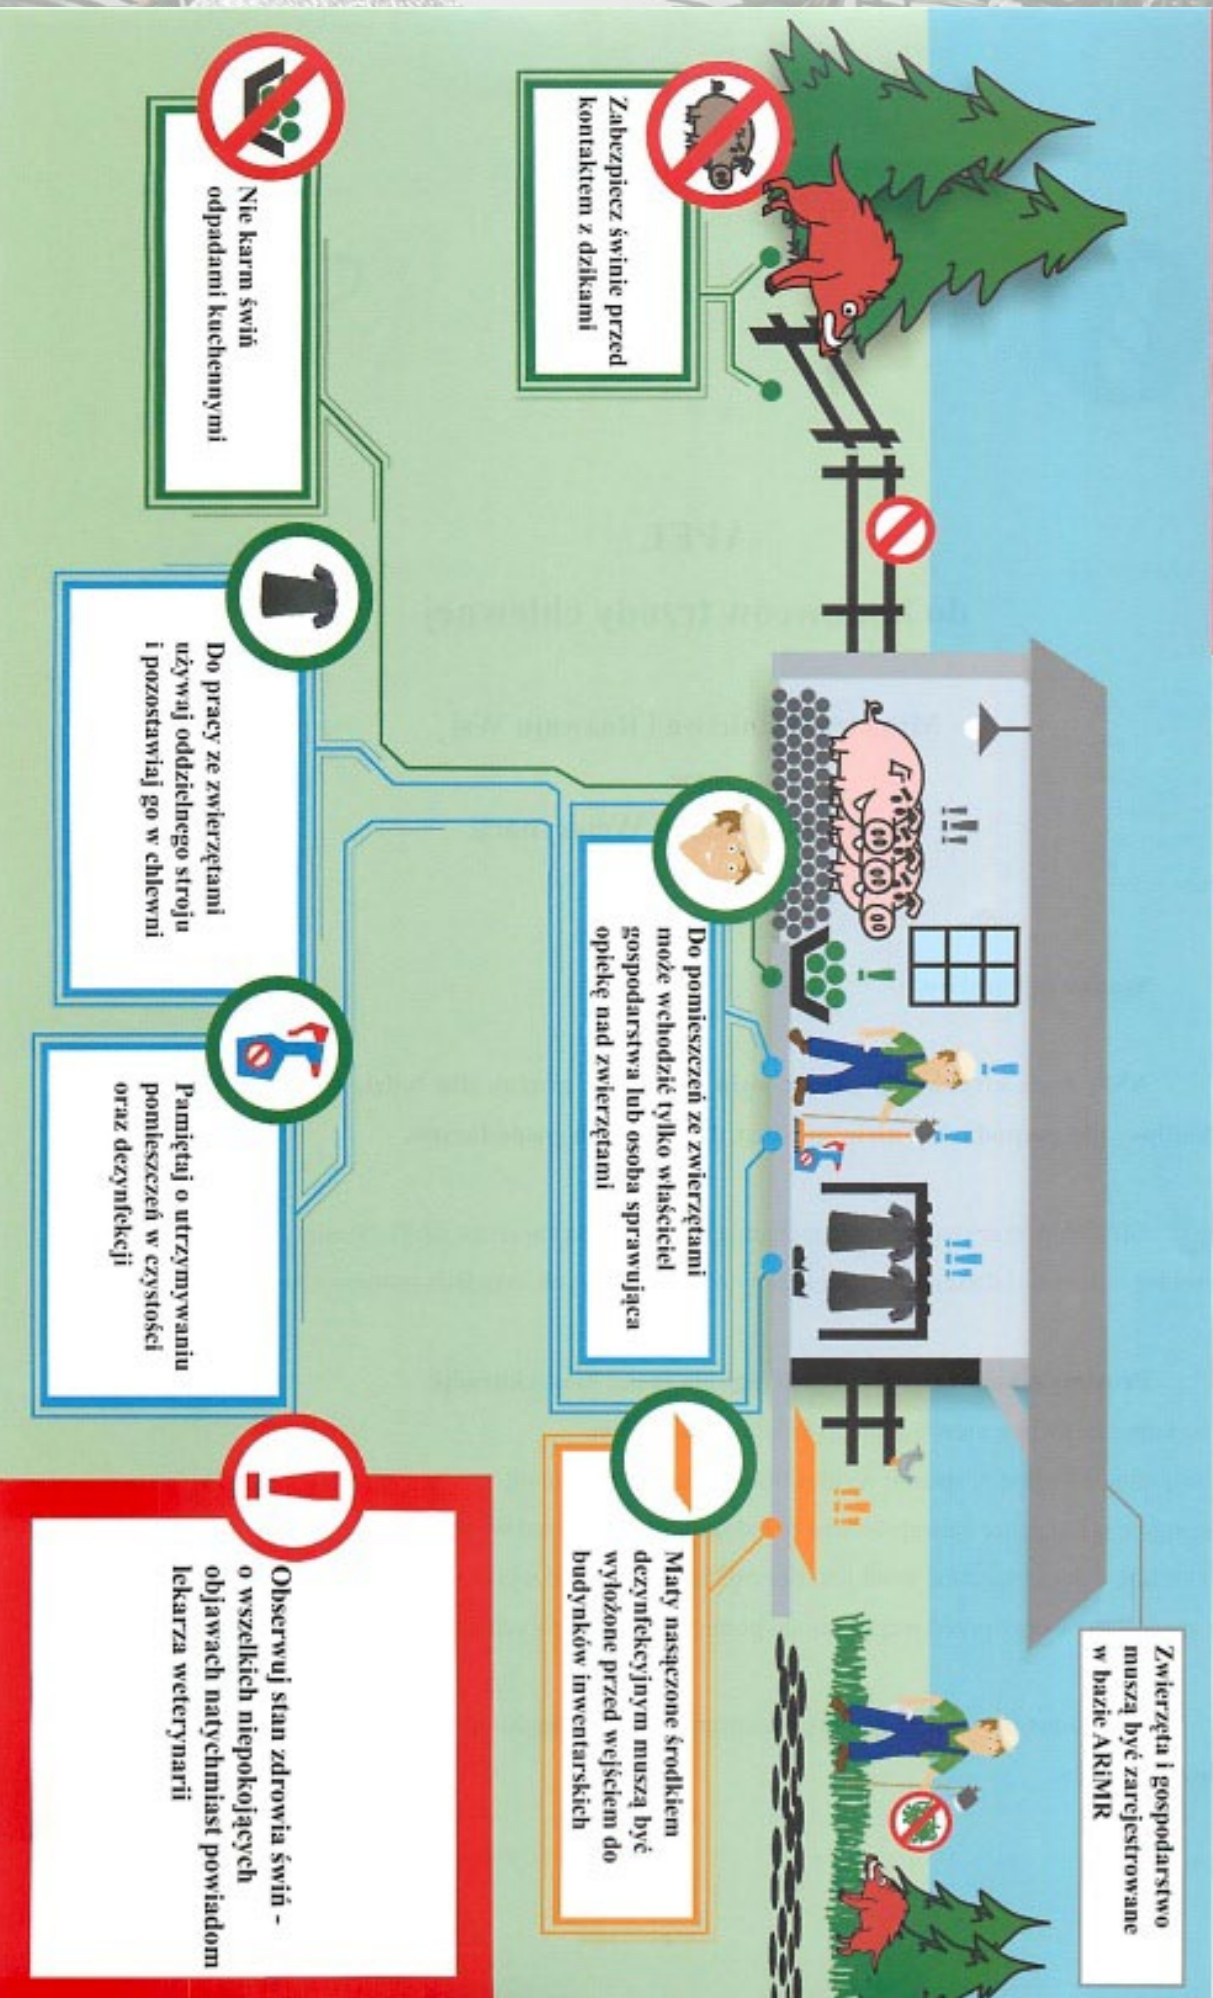 Zwierzęta i gospodarstwo
muszą być zarejestrowane
w bazie ARiMR
Zabezpiecz świnie przed
kontaktem z dzikami
Do pomieszczeń ze zwierzętami
może wchodzić tylko właściciel
gospodarstwa lub osoba sprawująca
opiekę nad zwierzętami
Maty nasączone środkiem
dezynfekcyjnym muszą być
wyłożone przed wejściem do
budynków inwentarskich
Nie karm świń
odpadami kuchennymi
Do pracy ze zwierzętami
używaj oddzielnego stroju
i pozostawiaj go w chlewni
Pamiętaj o utrzymywaniu
pomieszczeń w czystości
oraz dezynfekcji
Obserwuj stan zdrowia świń -
o wszelkich niepokojących
objawach natychmiast powiadom
lekarza weterynarii